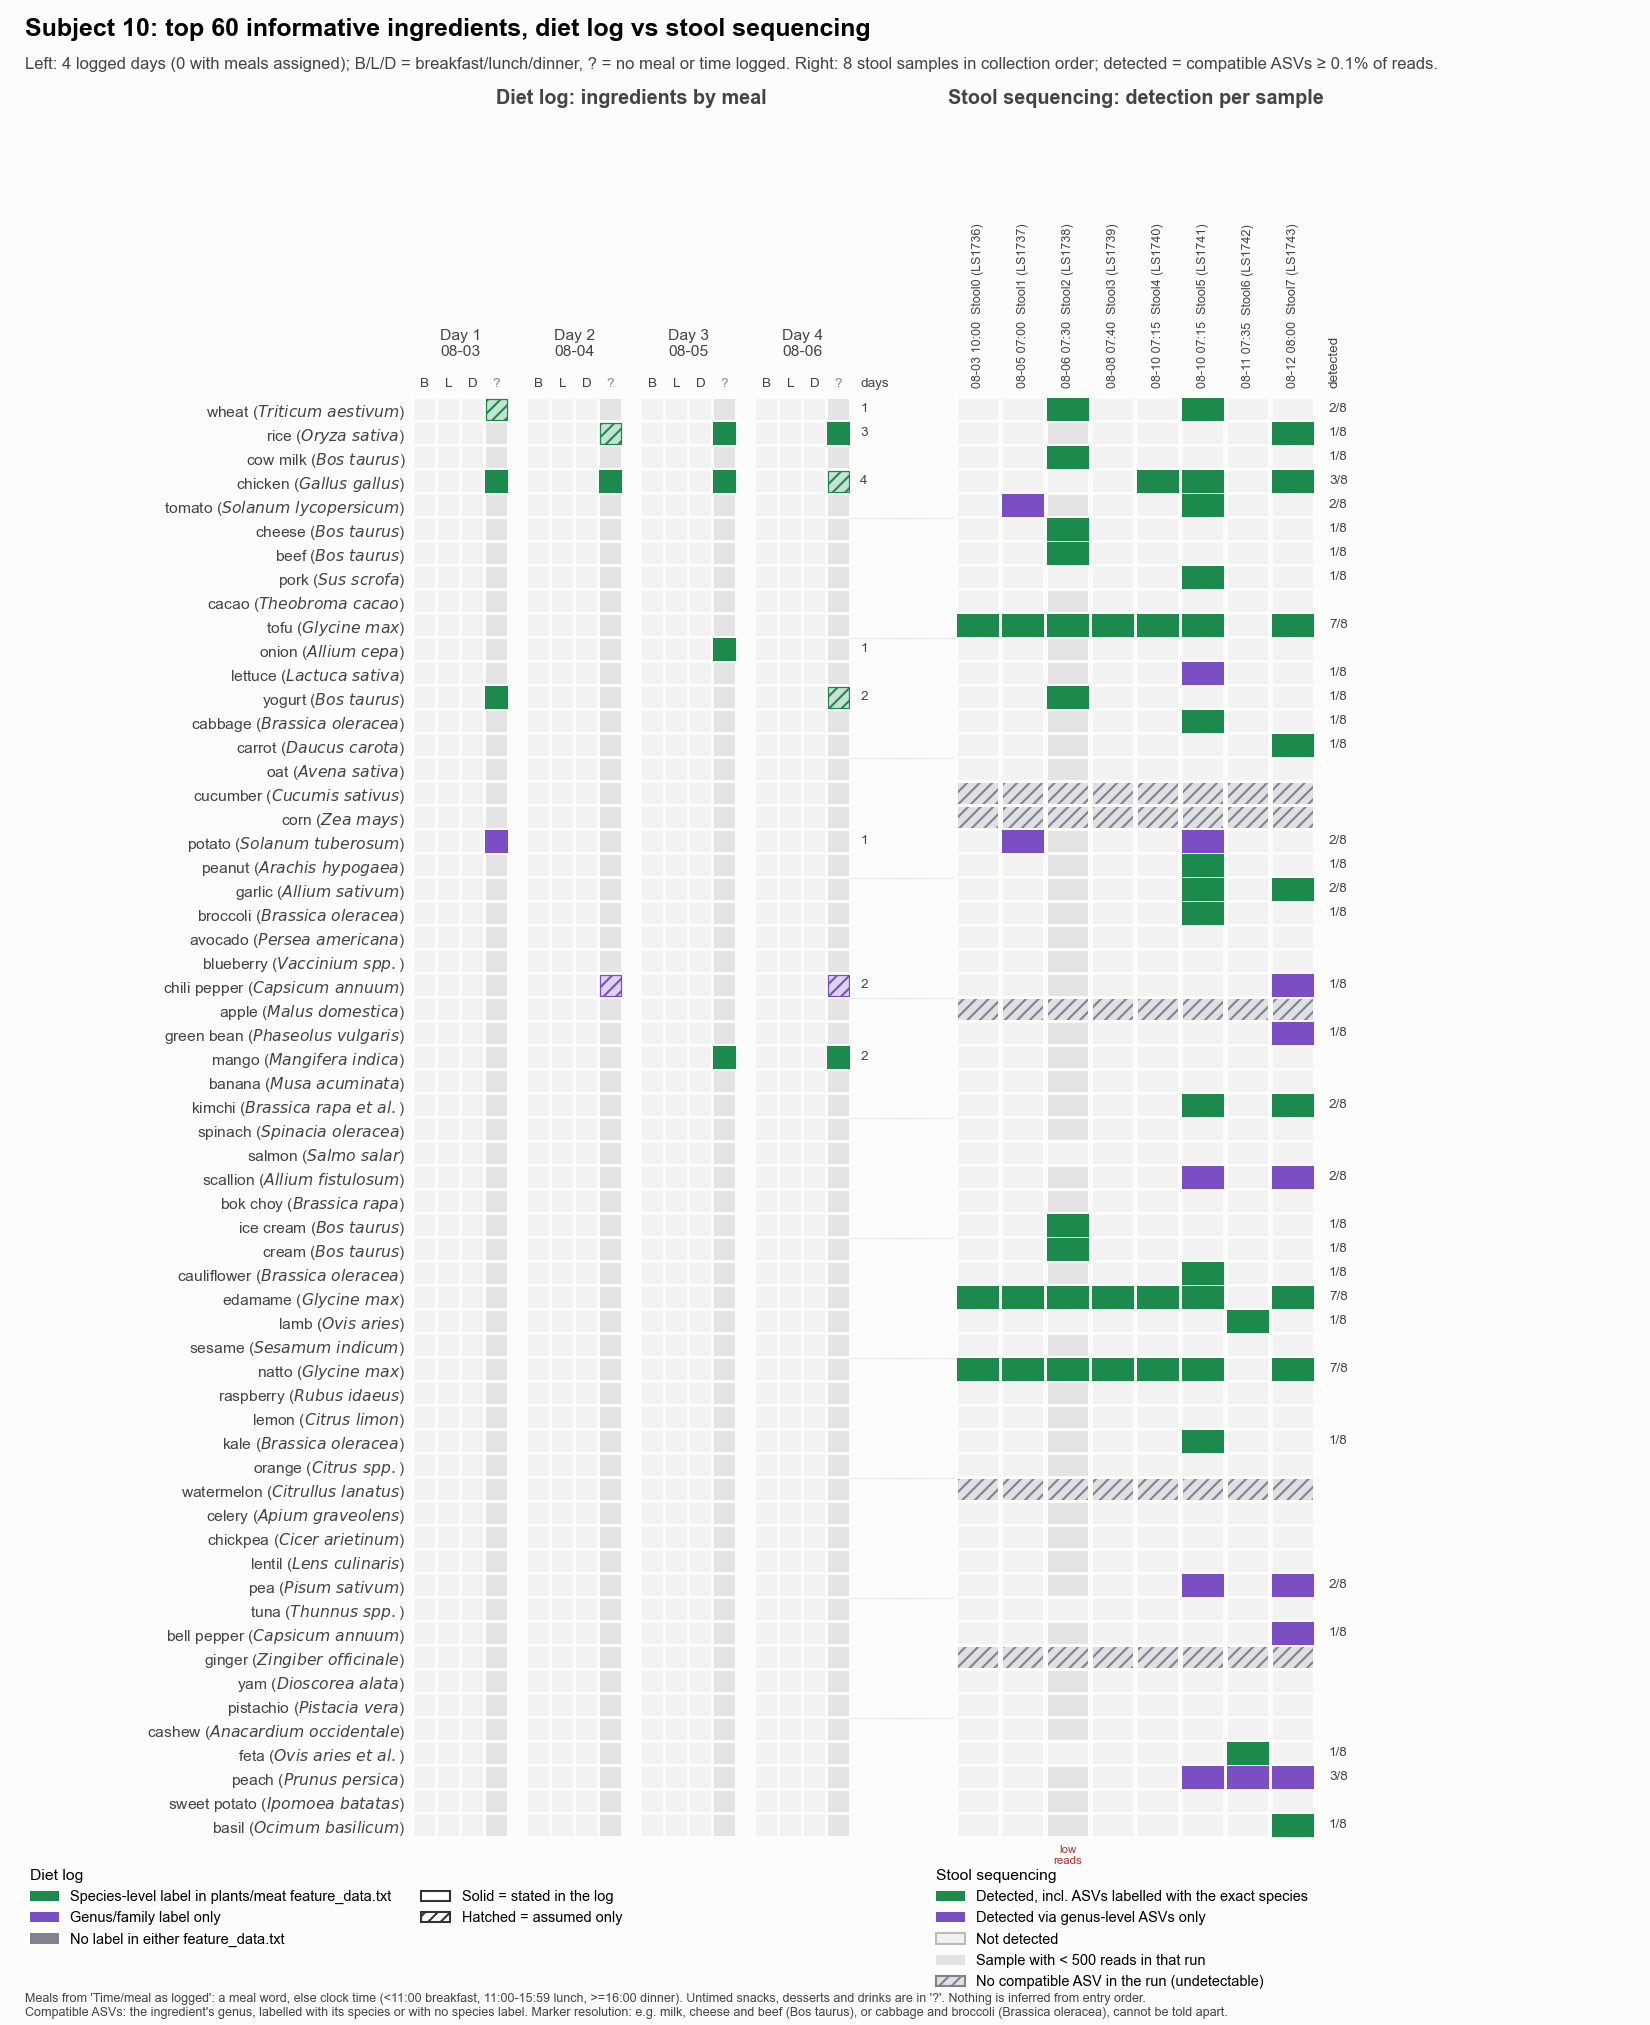 Subject 10: top 60 informative ingredients, diet log vs stool sequencing
Left: 4 logged days (0 with meals assigned); B/L/D = breakfast/lunch/dinner, ? = no meal or time logged. Right: 8 stool samples in collection order; detected = compatible ASVs ≥ 0.1% of reads.
Diet log: ingredients by meal
Stool sequencing: detection per sample
08-03 10:00 Stool0 (LS1736)
08-05 07:00 Stool1 (LS1737)
08-06 07:30 Stool2 (LS1738)
08-08 07:40 Stool3 (LS1739)
08-10 07:15 Stool4 (LS1740)
08-10 07:15 Stool5 (LS1741)
08-11 07:35 Stool6 (LS1742)
08-12 08:00 Stool7 (LS1743)
detected
Day 1
08-03
Day 2
08-04
Day 3
08-05
Day 4
08-06
B L D ? B L D ? B L D ? B L D ? days
wheat (Triticum aestivum) 1 2/8
rice (Oryza sativa) 3 1/8
cow milk (Bos taurus) 1/8
chicken (Gallus gallus) 4 3/8
tomato (Solanum lycopersicum) 2/8
cheese (Bos taurus) 1/8
beef (Bos taurus) 1/8
pork (Sus scrofa) 1/8
cacao (Theobroma cacao)
tofu (Glycine max) 7/8
onion (Allium cepa) 1
lettuce (Lactuca sativa) 1/8
yogurt (Bos taurus) 2 1/8
cabbage (Brassica oleracea) 1/8
carrot (Daucus carota) 1/8
oat (Avena sativa)
cucumber (Cucumis sativus)
corn (Zea mays)
potato (Solanum tuberosum) 1 2/8
peanut (Arachis hypogaea) 1/8
garlic (Allium sativum) 2/8
broccoli (Brassica oleracea) 1/8
avocado (Persea americana)
blueberry (Vaccinium spp.)
chili pepper (Capsicum annuum) 2 1/8
apple (Malus domestica)
green bean (Phaseolus vulgaris) 1/8
mango (Mangifera indica) 2
banana (Musa acuminata)
kimchi (Brassica rapa et al.) 2/8
spinach (Spinacia oleracea)
salmon (Salmo salar)
scallion (Allium fistulosum) 2/8
bok choy (Brassica rapa)
ice cream (Bos taurus) 1/8
cream (Bos taurus) 1/8
cauliflower (Brassica oleracea) 1/8
edamame (Glycine max) 7/8
lamb (Ovis aries) 1/8
sesame (Sesamum indicum)
natto (Glycine max) 7/8
raspberry (Rubus idaeus)
lemon (Citrus limon)
kale (Brassica oleracea) 1/8
orange (Citrus spp.)
watermelon (Citrullus lanatus)
celery (Apium graveolens)
chickpea (Cicer arietinum)
lentil (Lens culinaris)
pea (Pisum sativum) 2/8
tuna (Thunnus spp.)
bell pepper (Capsicum annuum) 1/8
ginger (Zingiber officinale)
yam (Dioscorea alata)
pistachio (Pistacia vera)
cashew (Anacardium occidentale)
feta (Ovis aries et al.) 1/8
peach (Prunus persica) 3/8
sweet potato (Ipomoea batatas)
basil (Ocimum basilicum) 1/8
low
reads
Diet log
Species-level label in plants/meat feature_data.txt
Genus/family label only
No label in either feature_data.txt
Solid = stated in the log
Hatched = assumed only
Stool sequencing
Detected, incl. ASVs labelled with the exact species
Detected via genus-level ASVs only
Not detected
Sample with < 500 reads in that run
No compatible ASV in the run (undetectable)
Meals from 'Time/meal as logged': a meal word, else clock time (<11:00 breakfast, 11:00-15:59 lunch, >=16:00 dinner). Untimed snacks, desserts and drinks are in '?'. Nothing is inferred from entry order.
Compatible ASVs: the ingredient's genus, labelled with its species or with no species label. Marker resolution: e.g. milk, cheese and beef (Bos taurus), or cabbage and broccoli (Brassica oleracea), cannot be told apart.